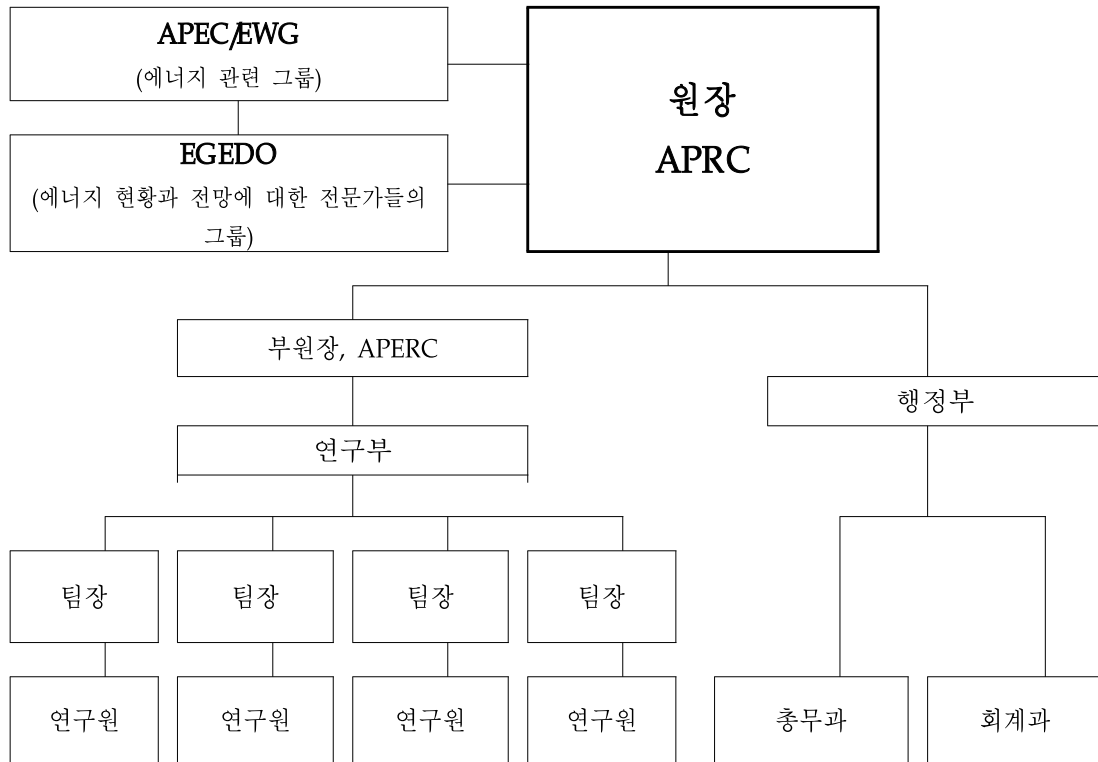 APEC/EWG
(에너지 관련 그룹)
EGEDO
(에너지 현황과 전망에 대한 전문가들의
그룹)
원장
APRC
부원장, APERC
행정부
연구부
팀장
팀장
팀장
팀장
연구원
연구원
연구원
연구원
총무과
회계과